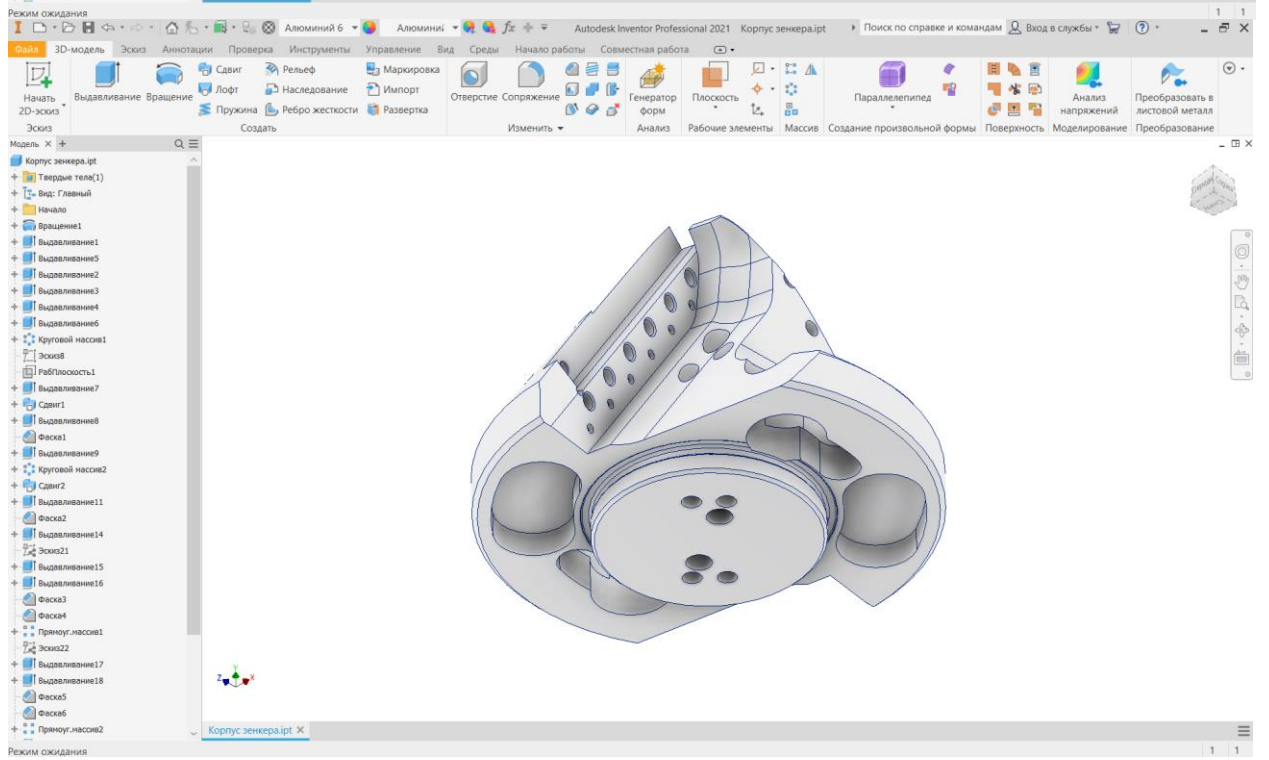 Режим ожидания 1 1
Алюминий 6 Алюминиі fx Autodesk Inventor Professional 2021 Корпус зенкера.ipt Поиск по справке и командам Вход в службы
Файл 3D-модель Эскиз Аннотации Проверка Инструменты Управление Вид Среды Начало работы Совместная работа
Начать 2D-эскиз
Выдавливание Вращение
Сдвиг Рельеф Маркировка
Лофт Наследование Импорт
Пружина Ребро жесткости Развертка
Отверстие Сопряжение
Генератор форм
Плоскость
Параллелепипед
Анализ напряжений
Преобразовать в листовой металл
Эскиз Создать Изменить Анализ Рабочие элементы Массив Создание произвольной формы Поверхность Моделирование Преобразование
Модель × +
Корпус зенкера.ipt
Твердые тела(1)
Вид: Главный
Начало
Вращение1
Выдавливание1
Выдавливание5
Выдавливание2
Выдавливание3
Выдавливание4
Выдавливание6
Круговой массив1
Эскиз8
РабПлоскость1
Выдавливание7
Сдвиг1
Выдавливание8
Фаска1
Выдавливание9
Круговой массив2
Сдвиг2
Выдавливание11
Фаска2
Выдавливание14
Эскиз21
Выдавливание15
Выдавливание16
Фаска3
Фаска4
Прямоуг.массив1
Эскиз22
Выдавливание17
Выдавливание18
Фаска5
Фаска6
Прямоуг.массив2
Y
Z X
Корпус зенкера.ipt ×
Режим ожидания 1 1